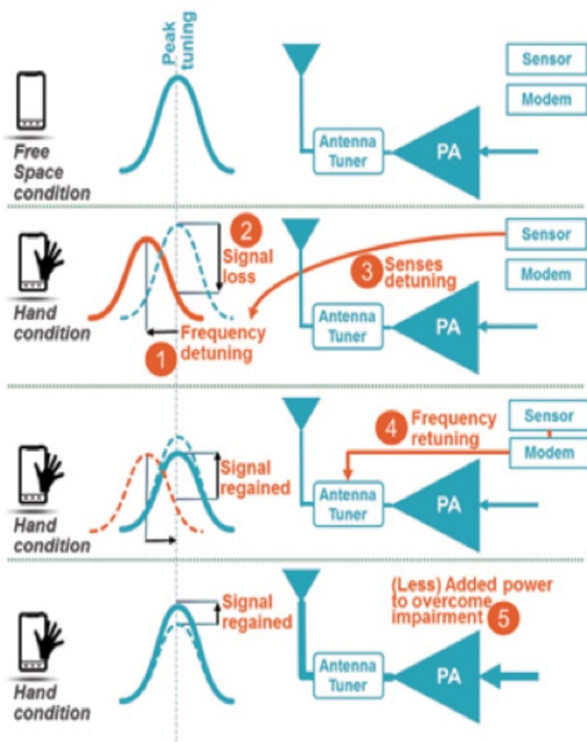 Peak
tuning
Free
Space
condition
Antenna
Tuner
PA
Sensor
Modem
Hand
condition
2
Signal
loss
1
Frequency
detuning
3 Senses
detuning
Antenna
Tuner
PA
Sensor
Modem
Hand
condition
Signal
regained
4 Frequency
retuning
Antenna
Tuner
PA
Sensor
Modem
Hand
condition
Signal
regained
(Less) Added power
to overcome
impairment 5
Antenna
Tuner
PA